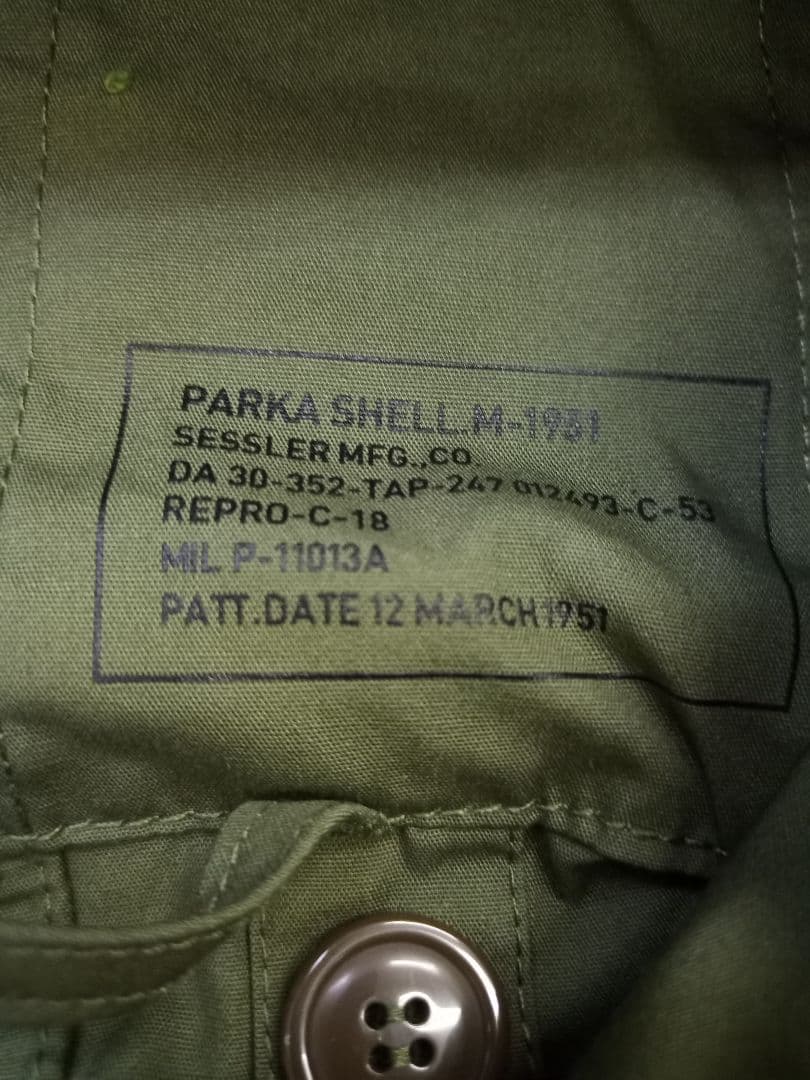 PARKA SHELL.M-1951
SESSLER MFG.,CO.
DA 30-352-TAP-247 012493-C-53
REPRO-C-18
MIL P-11013A
PATT.DATE 12 MARCH 1951